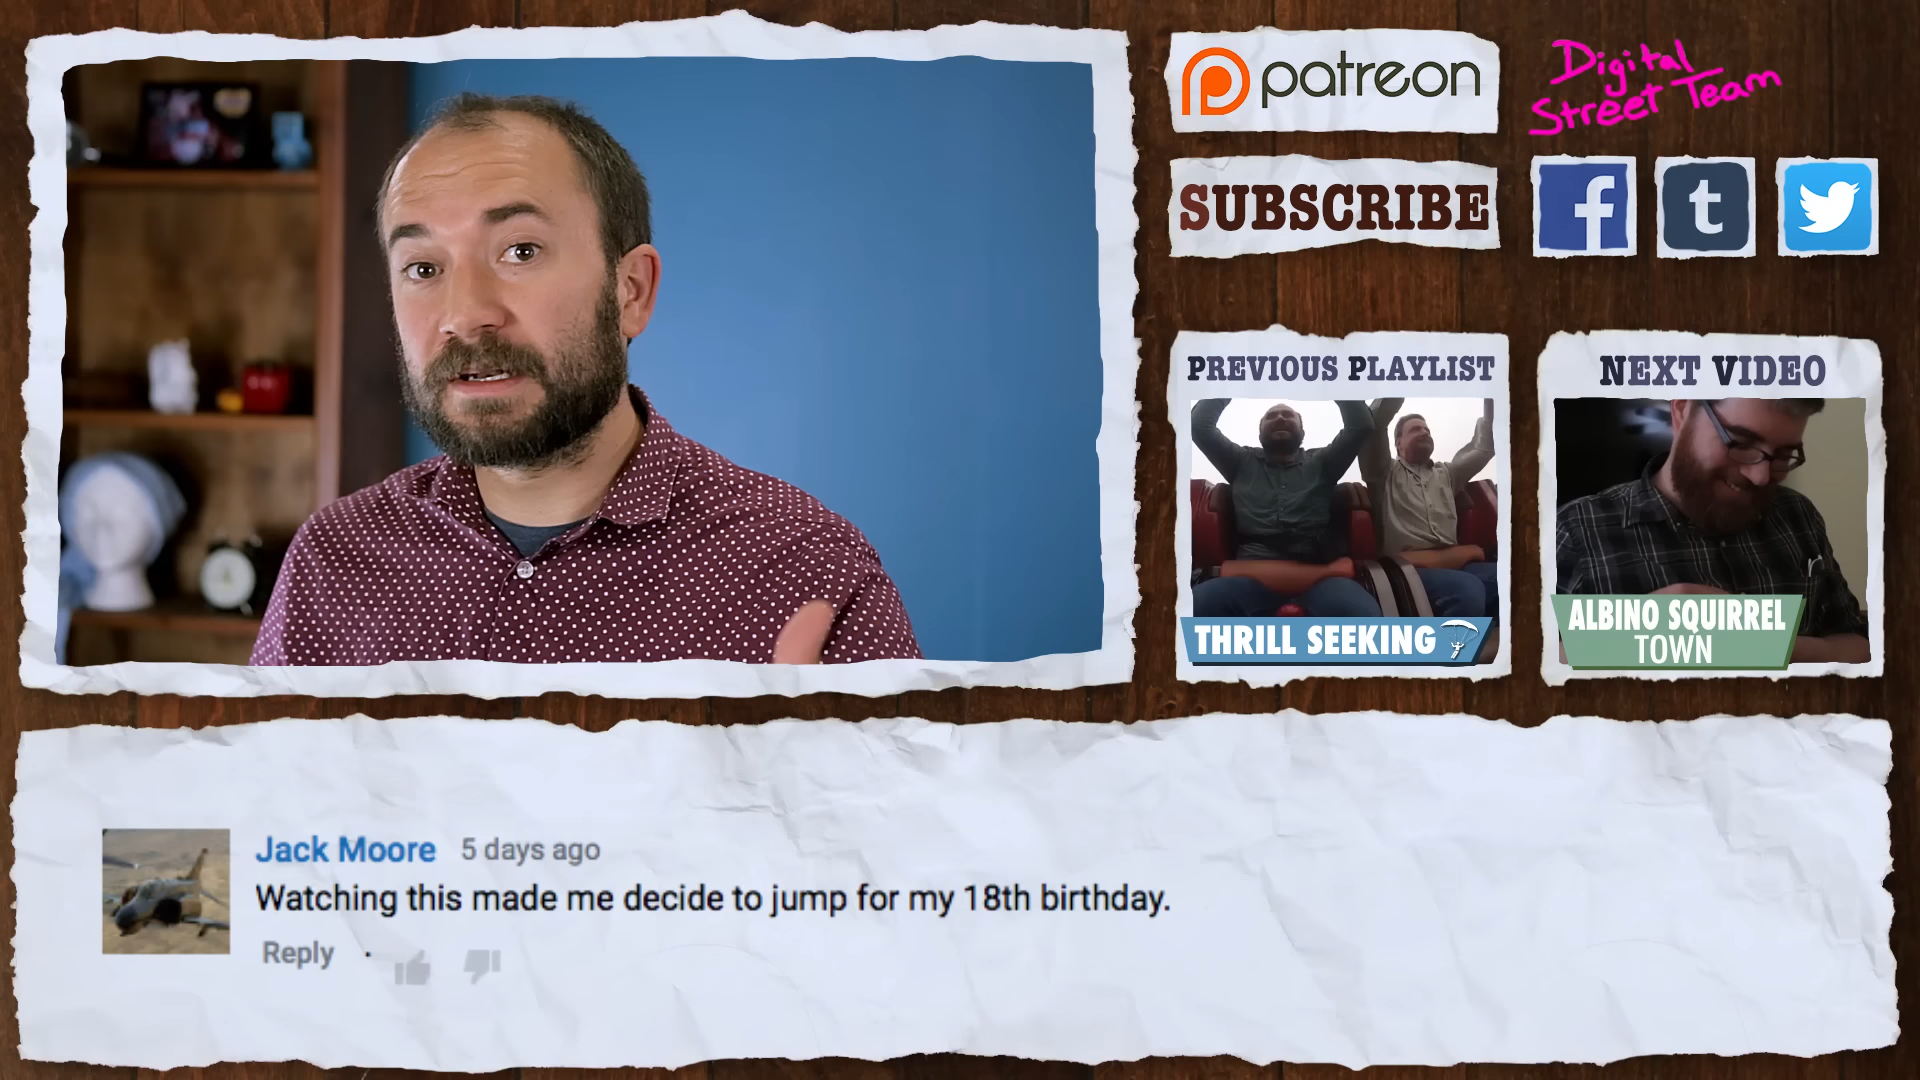 patreon
Digital
Street Team
SUBSCRIBE
f
t
PREVIOUS PLAYLIST
THRILL SEEKING
NEXT VIDEO
ALBINO SQUIRREL
TOWN
Jack Moore 5 days ago
Watching this made me decide to jump for my 18th birthday.
Reply ·